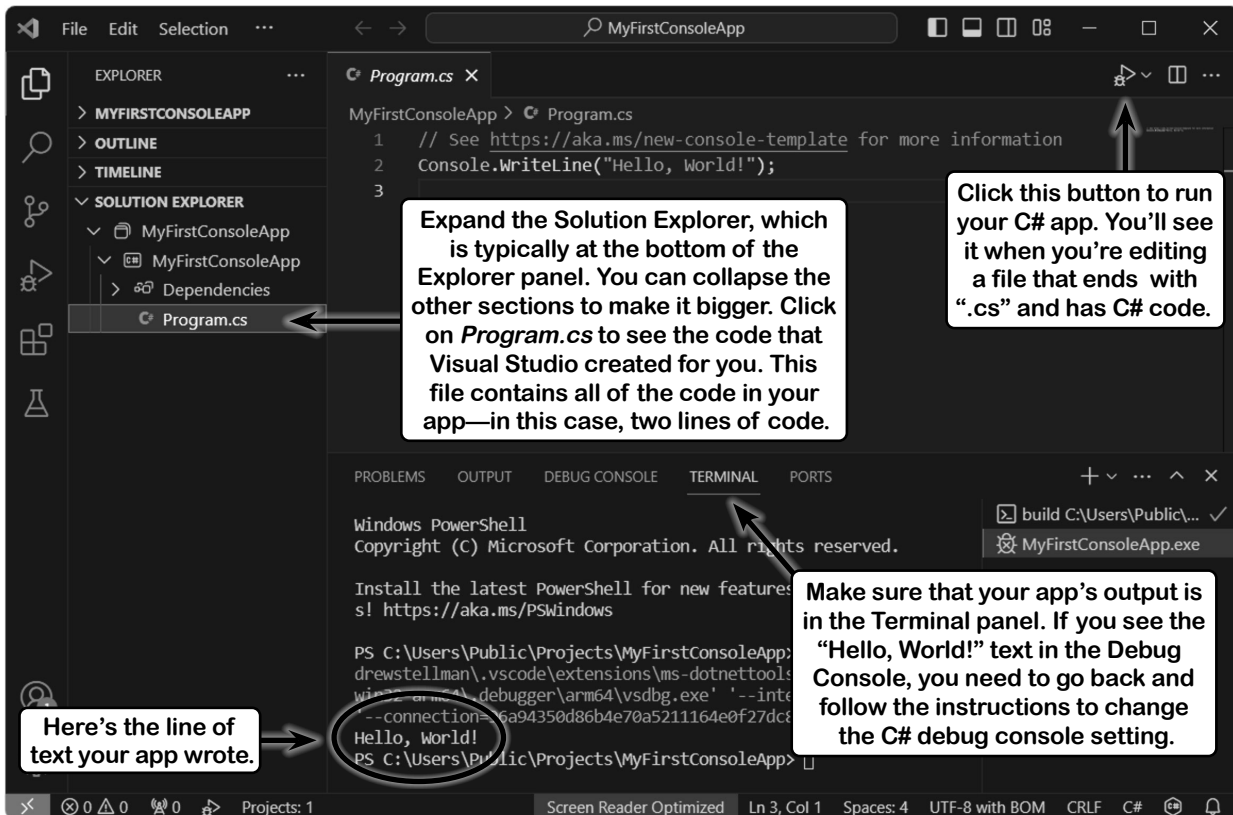 File Edit Selection ··· MyFirstConsoleApp
EXPLORER ···
MYFIRSTCONSOLEAPP
OUTLINE
TIMELINE
SOLUTION EXPLORER
MyFirstConsoleApp
MyFirstConsoleApp
Dependencies
C# Program.cs
C# Program.cs
MyFirstConsoleApp > C# Program.cs
1 // See https://aka.ms/new-console-template for more information
2 Console.WriteLine("Hello, World!");
3
Expand the Solution Explorer, which
is typically at the bottom of the
Explorer panel. You can collapse the
other sections to make it bigger. Click
on Program.cs to see the code that
Visual Studio created for you. This
file contains all of the code in your
app—in this case, two lines of code.
Click this button to run
your C# app. You’ll see
it when you’re editing
a file that ends with
“.cs” and has C# code.
PROBLEMS OUTPUT DEBUG CONSOLE TERMINAL PORTS
Windows PowerShell
Copyright (C) Microsoft Corporation. All rights reserved.
Install the latest PowerShell for new features
s! https://aka.ms/PSWindows
PS C:\Users\Public\Projects\MyFirstConsoleApp>
drewstellman\.vscode\extensions\ms-dotnettools
win32-arm64\.debugger\arm64\vsdbg.exe' '--inte
Hello, World!
PS C:\Users\Public\Projects\MyFirstConsoleApp>
build C:\Users\Public\...
MyFirstConsoleApp.exe
Make sure that your app’s output is
in the Terminal panel. If you see the
“Hello, World!” text in the Debug
Console, you need to go back and
follow the instructions to change
the C# debug console setting.
Here’s the line of
text your app wrote.
0 0 0 Projects: 1 Screen Reader Optimized Ln 3, Col 1 Spaces: 4 UTF-8 with BOM CRLF C#